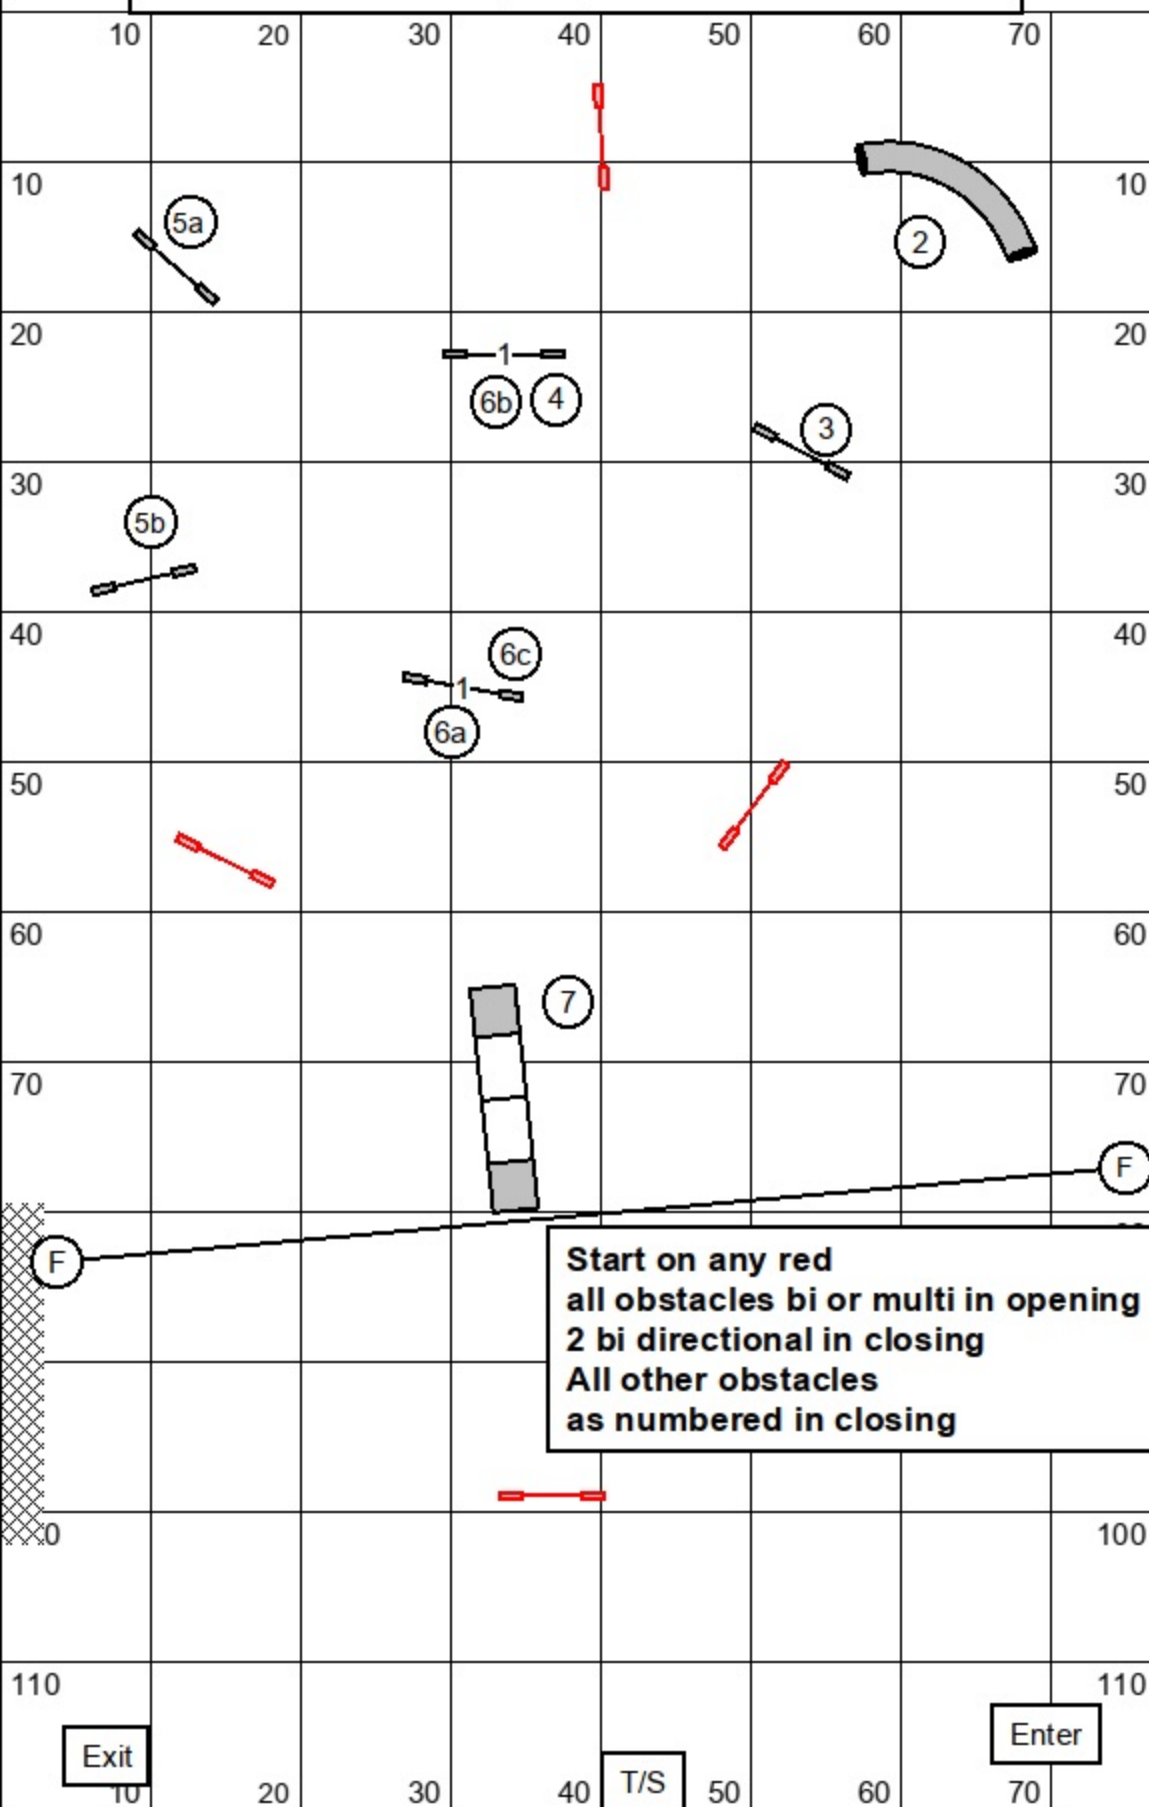 10 20 30 40 50 60 70
10 10
5a
2
20 20
1
6b 4
3
30 30
5b
40 40
6c
1
6a
50 50
60 60
7
70 70
F
F
Start on any red
all obstacles bi or multi in opening
2 bi directional in closing
All other obstacles
as numbered in closing
0 100
110 110
Enter
Exit
T/S
10 20 30 40 50 60 70